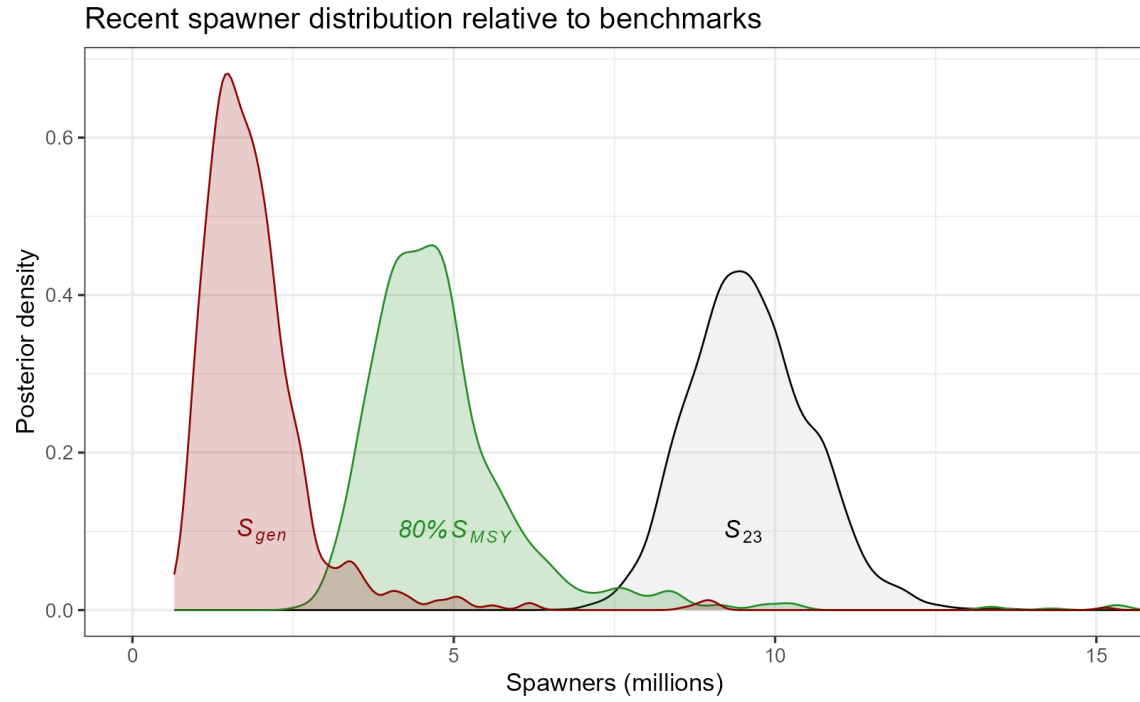 Recent spawner distribution relative to benchmarks
Posterior density
0.6
0.4
0.2
0.0
S_gen
80% S_MSY
S_23
0 5 10 15
Spawners (millions)